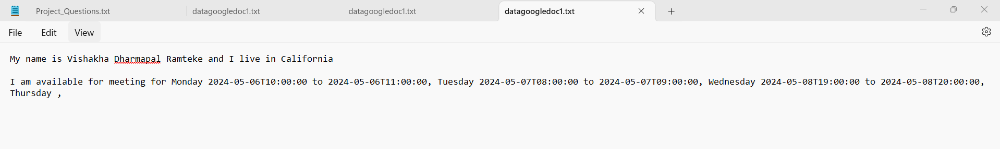 Project_Questions.txt
datagoogledoc1.txt
datagoogledoc1.txt
datagoogledoc1.txt
File
Edit
View
My name is Vishakha Dharmapal Ramteke and I live in California
I am available for meeting for Monday 2024-05-06T10:00:00 to 2024-05-06T11:00:00, Tuesday 2024-05-07T08:00:00 to 2024-05-07T09:00:00, Wednesday 2024-05-08T19:00:00 to 2024-05-08T20:00:00,
Thursday ,